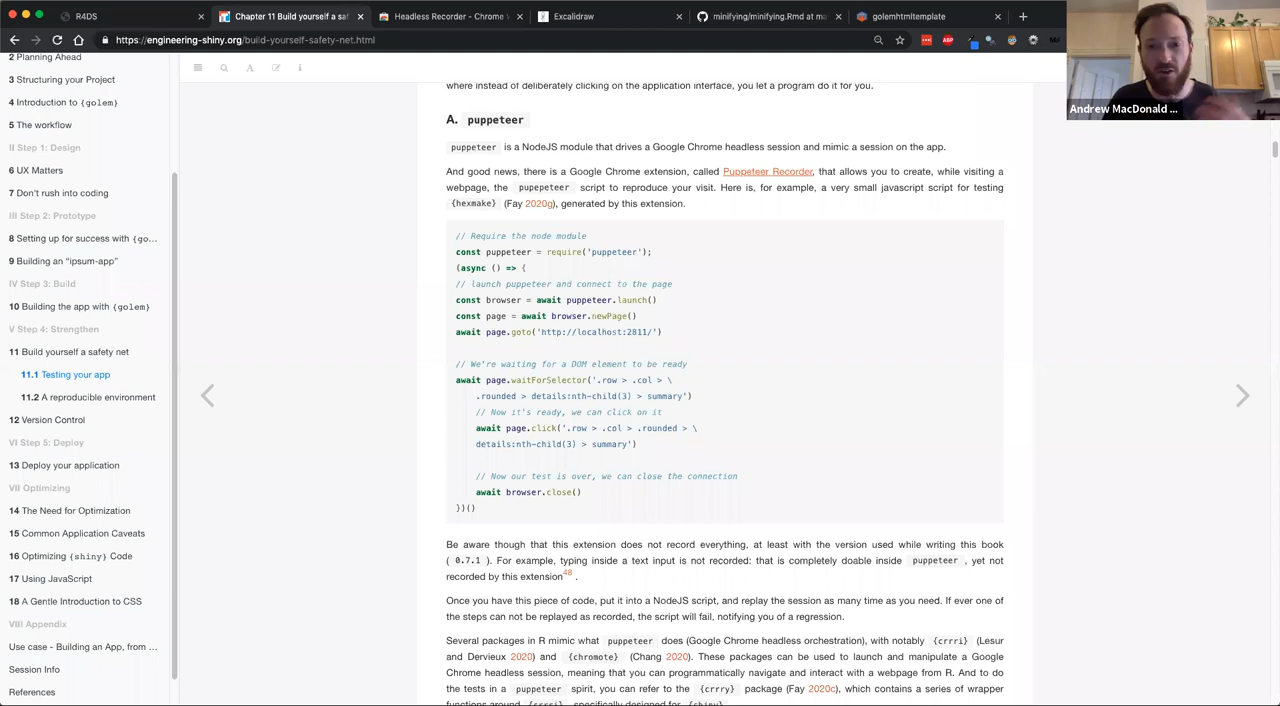 R4DS
Chapter 11 Build yourself a saf
Headless Recorder - Chrome
Excalidraw
minifying/minifying.Rmd at ma
golemhtmltemplate
https://engineering-shiny.org/build-yourself-safety-net.html
ABP
Andrew MacDonald ...
2 Planning Ahead
3 Structuring your Project
4 Introduction to {golem}
5 The workflow
II Step 1: Design
6 UX Matters
7 Don't rush into coding
III Step 2: Prototype
8 Setting up for success with {go...
9 Building an "ipsum-app"
IV Step 3: Build
10 Building the app with {golem}
V Step 4: Strengthen
11 Build yourself a safety net
11.1 Testing your app
11.2 A reproducible environment
12 Version Control
VI Step 5: Deploy
13 Deploy your application
VII Optimizing
14 The Need for Optimization
15 Common Application Caveats
16 Optimizing {shiny} Code
17 Using JavaScript
18 A Gentle Introduction to CSS
VIII Appendix
Use case - Building an App, from ...
Session Info
References
where instead of deliberately clicking on the application interface, you let a program do it for you.
A. puppeteer
puppeteer is a NodeJS module that drives a Google Chrome headless session and mimic a session on the app.
And good news, there is a Google Chrome extension, called Puppeteer Recorder, that allows you to create, while visiting a
webpage, the pupepeteer script to reproduce your visit. Here is, for example, a very small javascript script for testing
{hexmake} (Fay 2020g), generated by this extension.
// Require the node module
const puppeteer = require('puppeteer');
(async () => {
// launch puppeteer and connect to the page
const browser = await puppeteer.launch()
const page = await browser.newPage()
await page.goto('http://localhost:2811/')
// We're waiting for a DOM element to be ready
await page.waitForSelector('.row > .col > \
.rounded > details:nth-child(3) > summary')
// Now it's ready, we can click on it
await page.click('.row > .col > .rounded > \
details:nth-child(3) > summary')
// Now our test is over, we can close the connection
await browser.close()
})()
Be aware though that this extension does not record everything, at least with the version used while writing this book
( 0.7.1 ). For example, typing inside a text input is not recorded: that is completely doable inside puppeteer , yet not
recorded by this extension48 .
Once you have this piece of code, put it into a NodeJS script, and replay the session as many time as you need. If ever one of
the steps can not be replayed as recorded, the script will fail, notifying you of a regression.
Several packages in R mimic what puppeteer does (Google Chrome headless orchestration), with notably {crrri} (Lesur
and Dervieux 2020) and {chromote} (Chang 2020). These packages can be used to launch and manipulate a Google
Chrome headless session, meaning that you can programmatically navigate and interact with a webpage from R. And to do
the tests in a puppeteer spirit, you can refer to the {crrry} package (Fay 2020c), which contains a series of wrapper
functions around {crrri} , specifically designed for {shiny} .